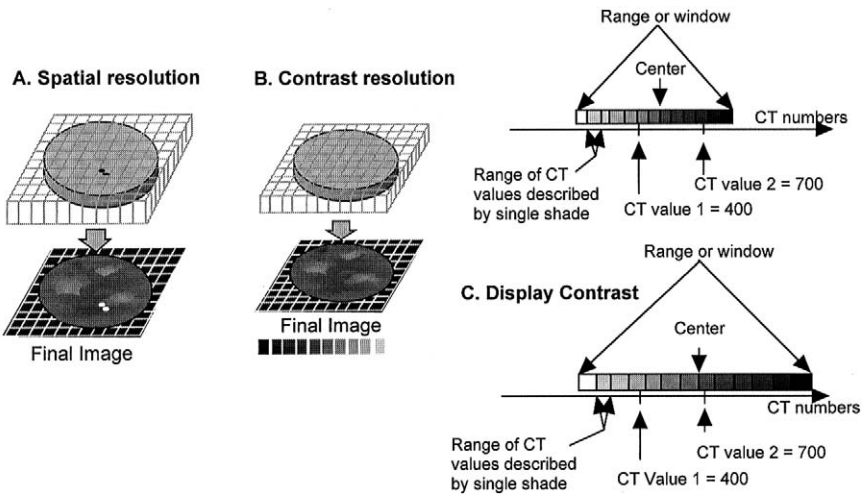 A. Spatial resolution
Final Image
B. Contrast resolution
Final Image
Range or window
Center
CT numbers
Range of CT
values described
by single shade
CT value 1 = 400
CT value 2 = 700
Range or window
C. Display Contrast
Center
CT numbers
Range of CT
values described
by single shade
CT Value 1 = 400
CT value 2 = 700